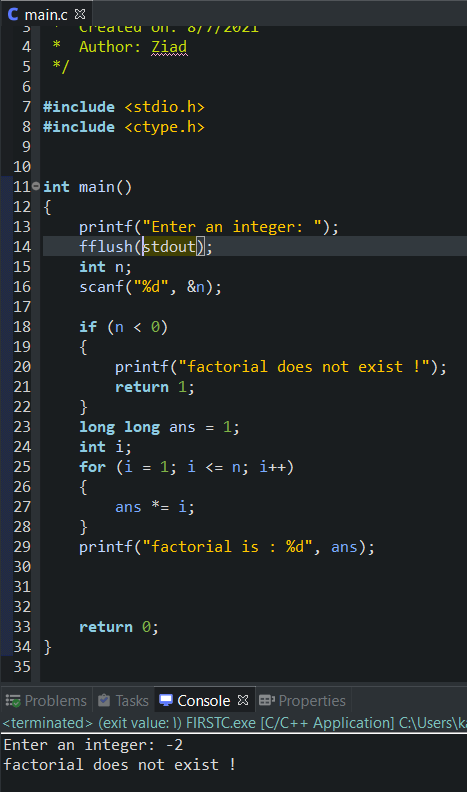 main.c
3 * Created on: 8/7/2021
4 * Author: Ziad
5 */
6
7 #include <stdio.h>
8 #include <ctype.h>
9
10
11 int main()
12 {
13 printf("Enter an integer: ");
14 fflush(stdout);
15 int n;
16 scanf("%d", &n);
17
18 if (n < 0)
19 {
20 printf("factorial does not exist !");
21 return 1;
22 }
23 long long ans = 1;
24 int i;
25 for (i = 1; i <= n; i++)
26 {
27 ans *= i;
28 }
29 printf("factorial is : %d", ans);
30
31
32
33 return 0;
34 }
35
Problems Tasks Console Properties
<terminated> (exit value: 1) FIRSTC.exe [C/C++ Application] C:\Users\ka
Enter an integer: -2
factorial does not exist !